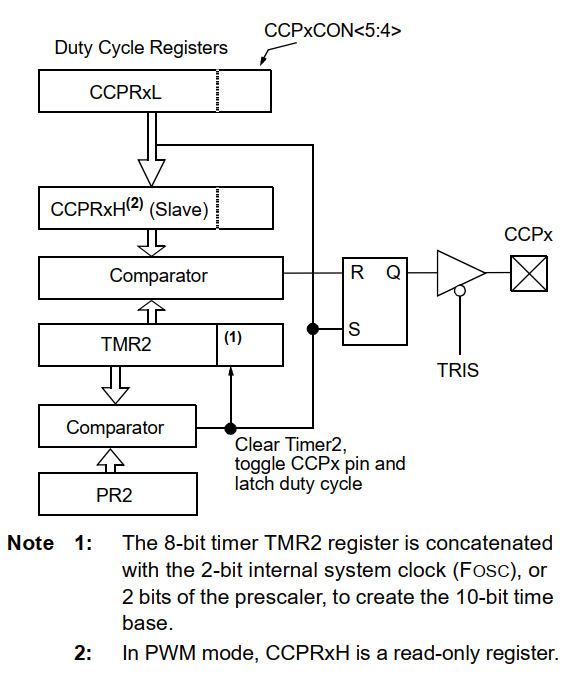 CCPxCON<5:4>
Duty Cycle Registers
CCPRxL
CCPRxH(2) (Slave)
CCPx
Comparator
R Q
TMR2
(1)
S
TRIS
Comparator
Clear Timer2,
toggle CCPx pin and
latch duty cycle
PR2
Note 1: The 8-bit timer TMR2 register is concatenated
with the 2-bit internal system clock (FOSC), or
2 bits of the prescaler, to create the 10-bit time
base.
2: In PWM mode, CCPRxH is a read-only register.